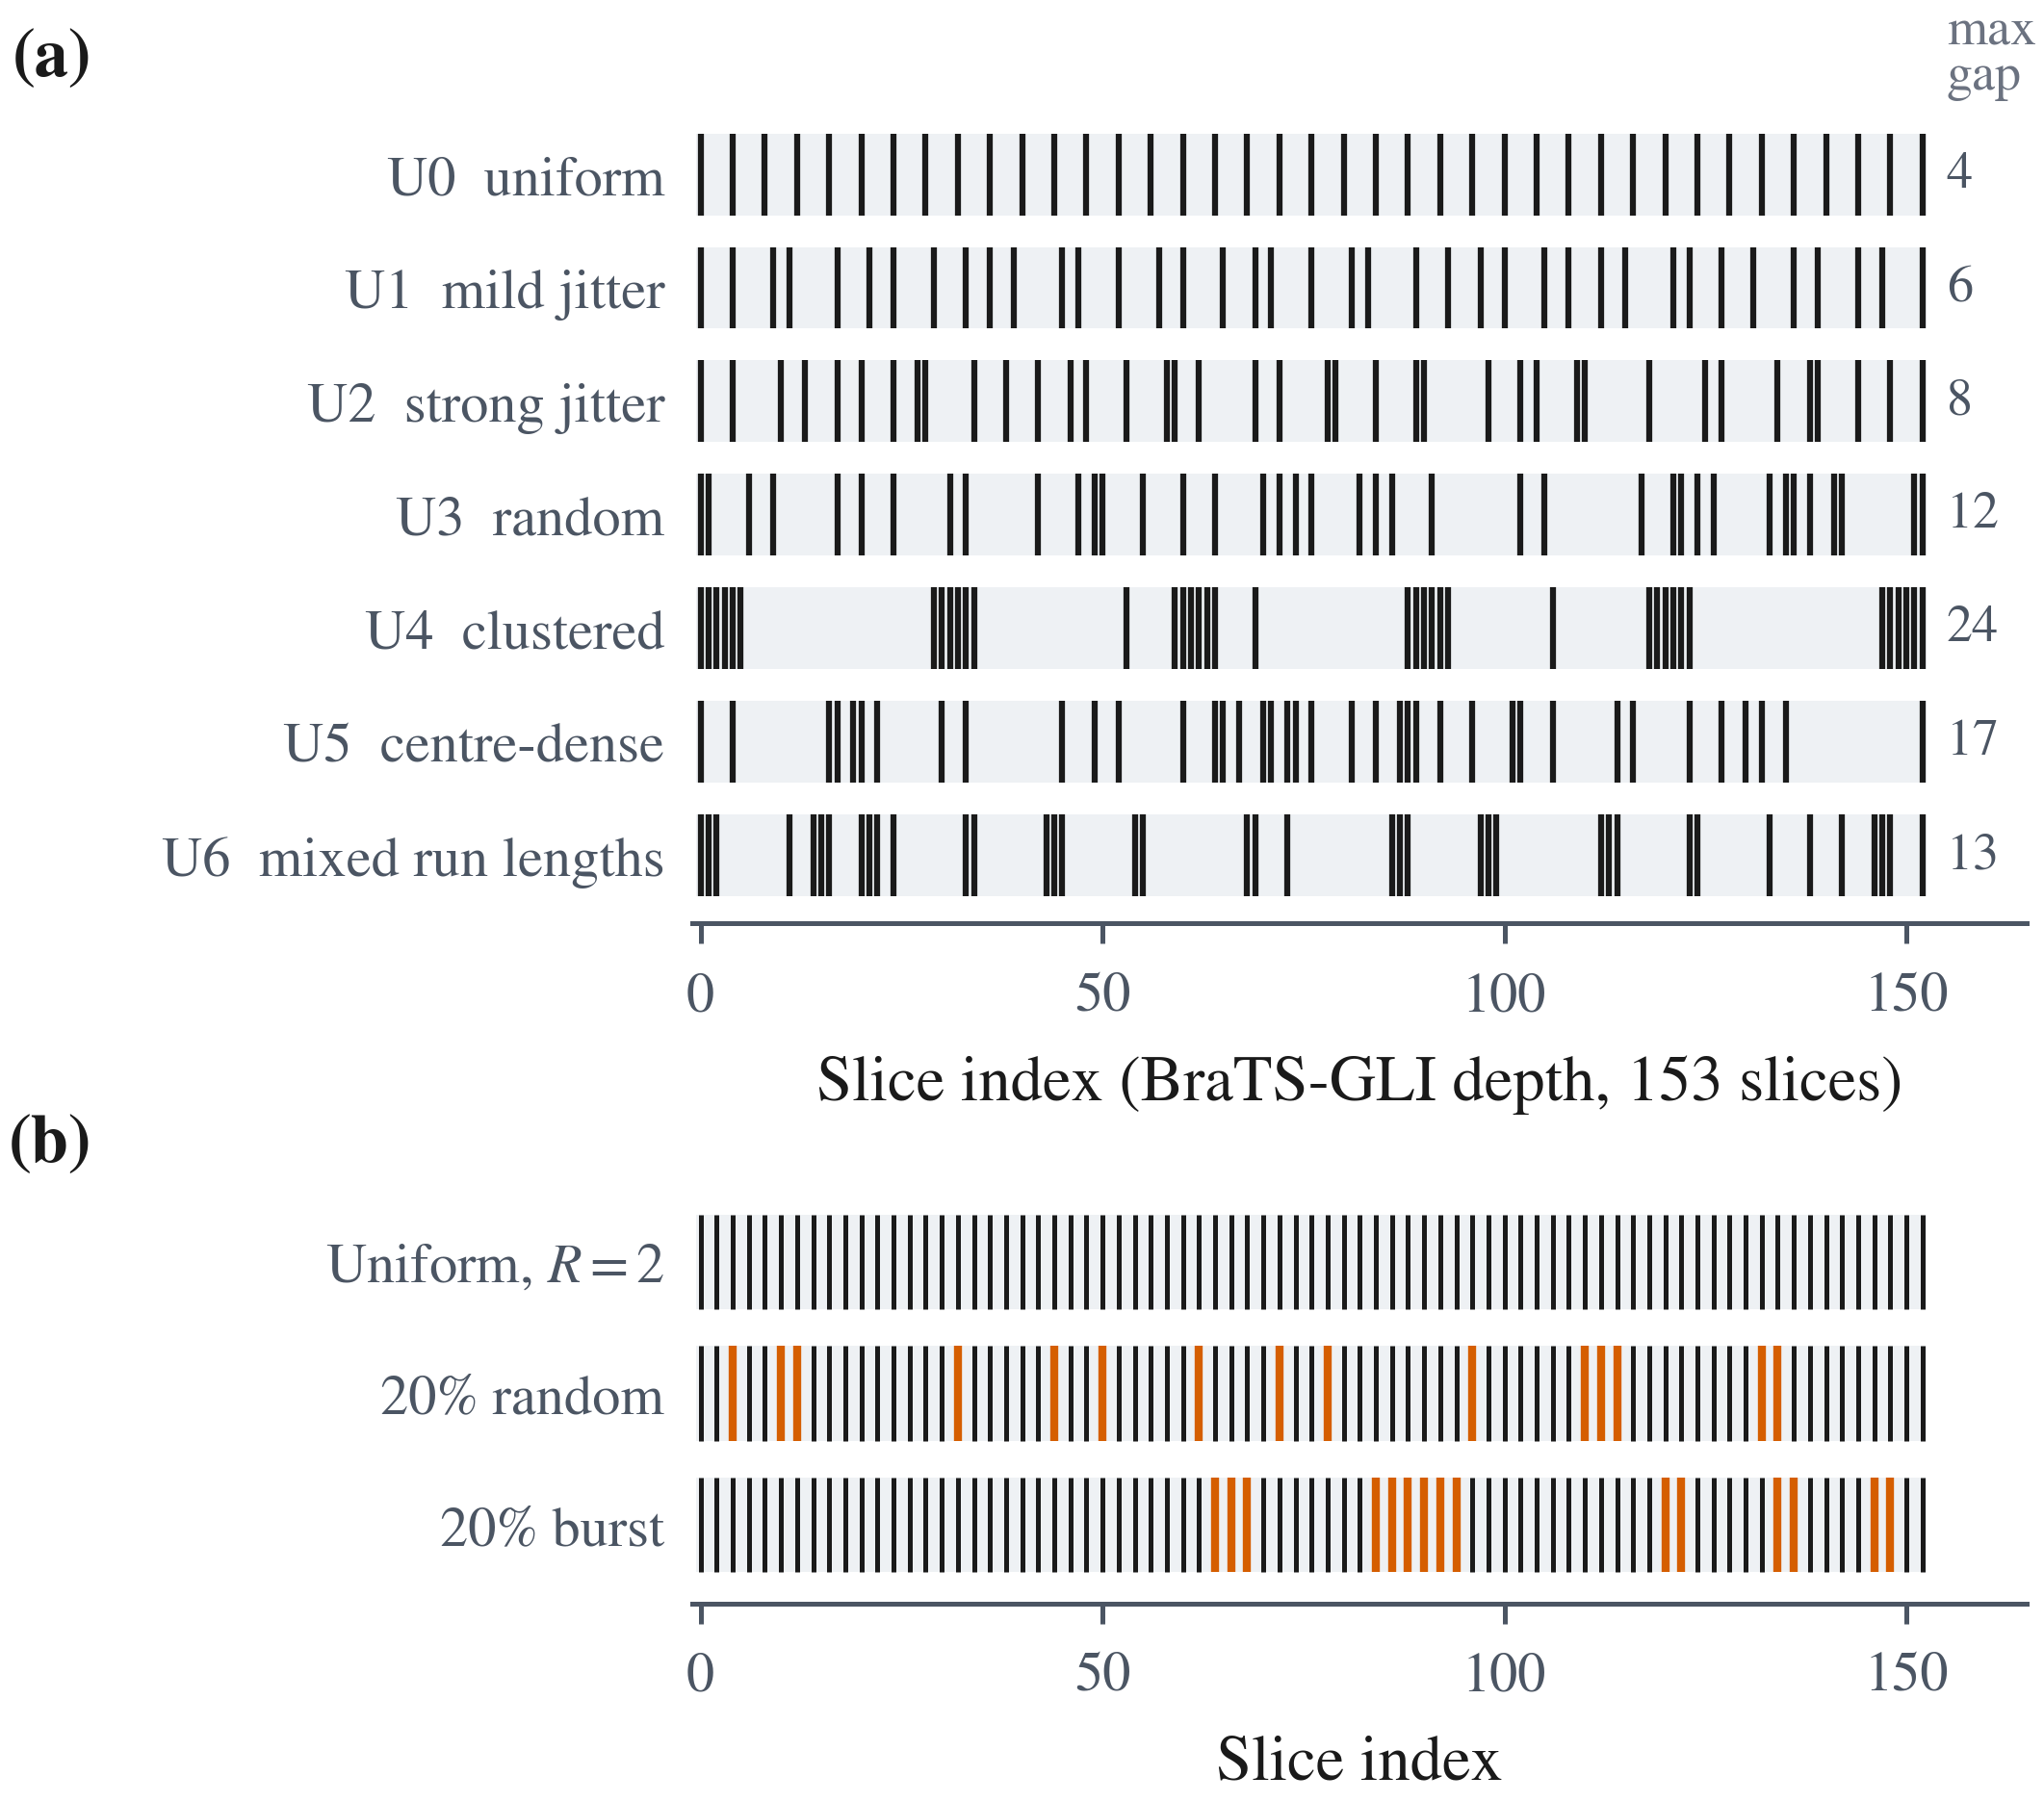 (a)
max
gap
U0 uniform 4
U1 mild jitter 6
U2 strong jitter 8
U3 random 12
U4 clustered 24
U5 centre-dense 17
U6 mixed run lengths 13
0 50 100 150
Slice index (BraTS-GLI depth, 153 slices)
(b)
Uniform, R = 2
20% random
20% burst
0 50 100 150
Slice index